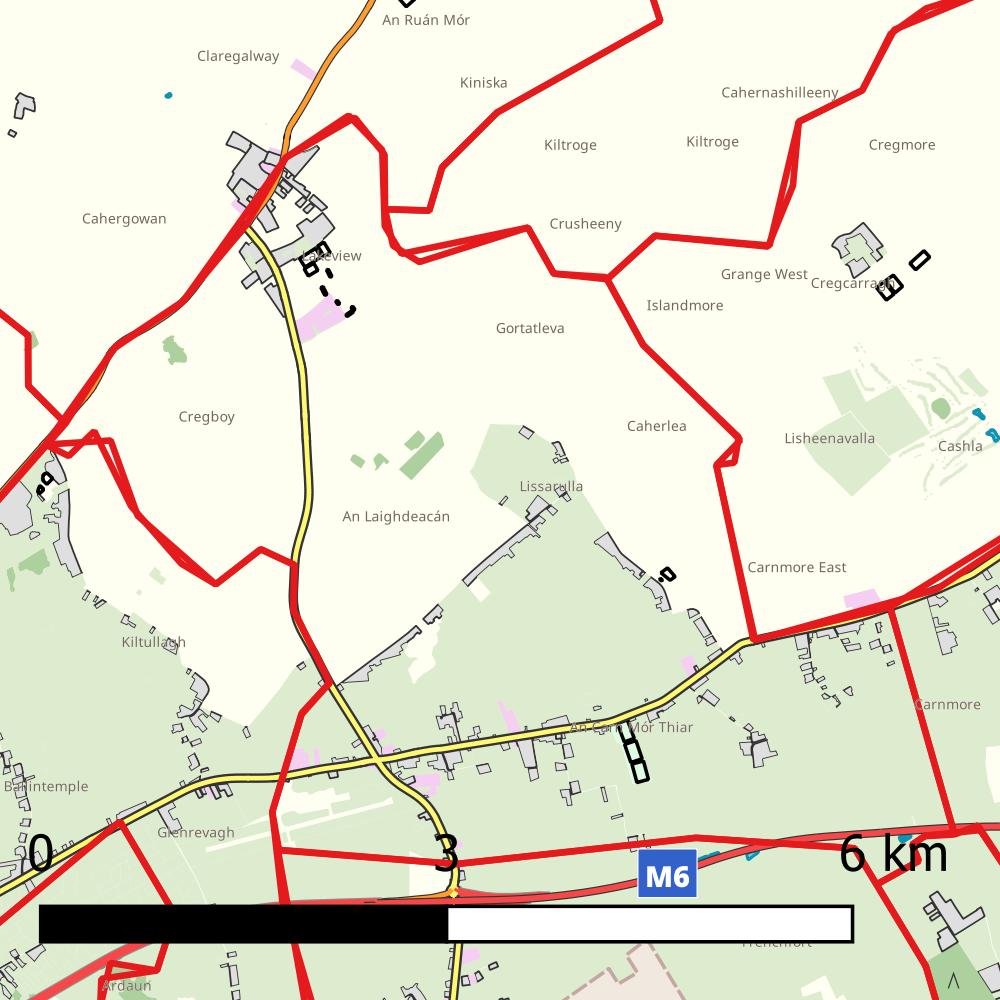 An Ruán Mór
Claregalway
Kiniska
Cahernashilleeny
Kiltroge
Kiltroge
Cregmore
Cahergowan
Crusheeny
Lakeview
Grange West
Cregcarragh
Islandmore
Gortatleva
Cregboy
Caherlea
Lisheenavalla
Cashla
Lissarulla
An Laighdeacán
Carnmore East
Kiltullagh
Carnmore
An Carn Mór Thiar
Ballintemple
Glenrevagh
0 3 6 km
M6
Frenchfort
Ardaun